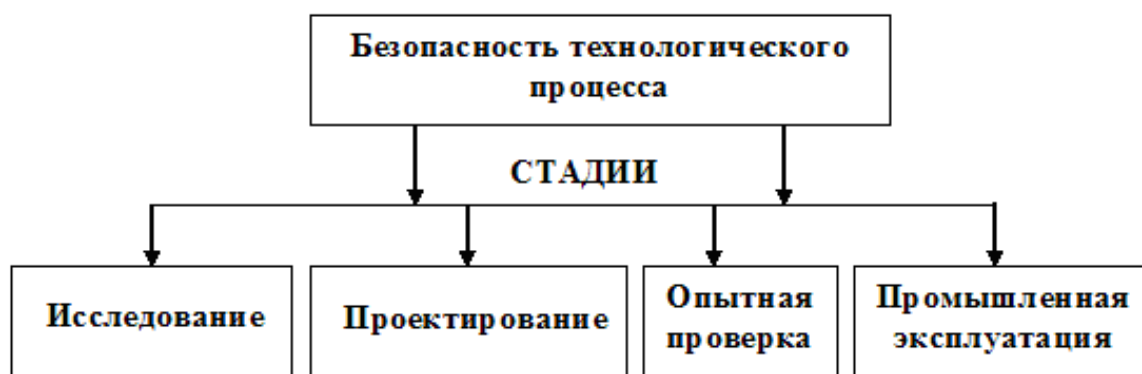 Безопасность технологического
процесса
СТАДИИ
Исследование
Проектирование
Опытная
проверка
Промышленная
эксплуатация